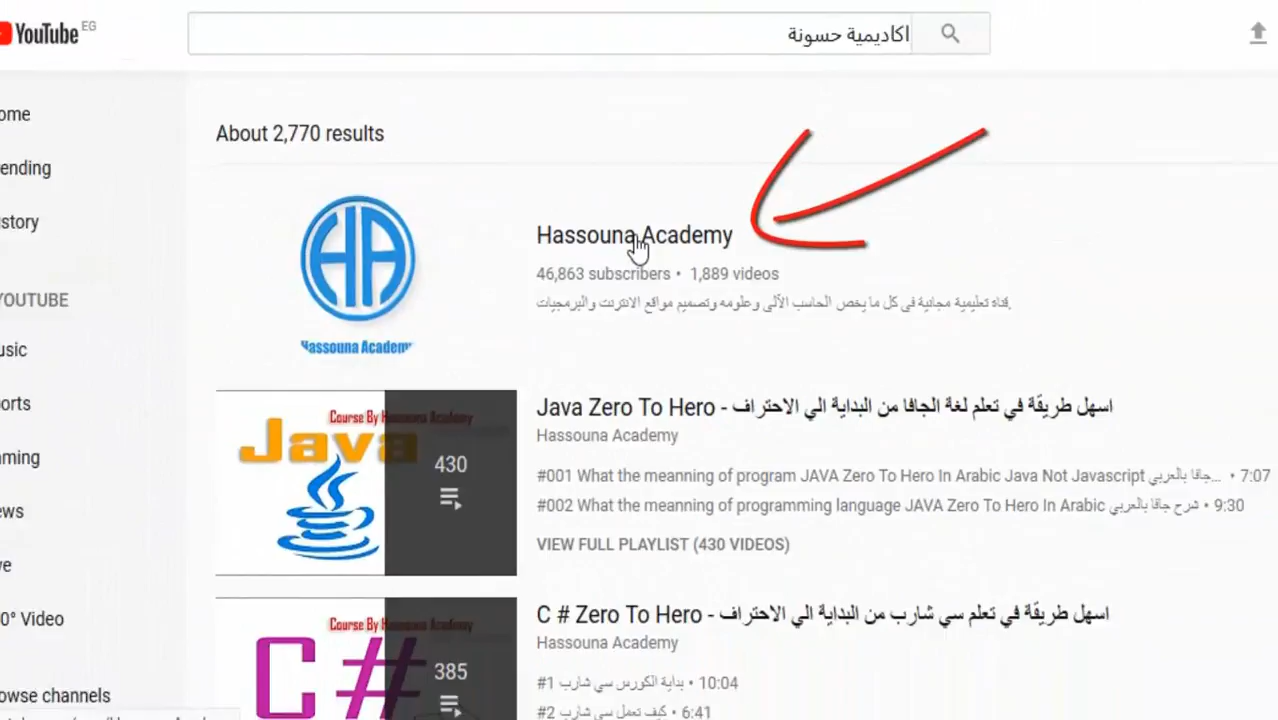 YouTube EG
اكاديمية حسونة
ome
ending
story
YOUTUBE
usic
orts
ming
ews
ve
0° Video
owse channels
About 2,770 results
HA
Hassouna Academy
Hassouna Academy
46,863 subscribers • 1,889 videos
قناه تعليمية مجانية فى كل ما يخص الحاسب الألى وعلومه وتصميم مواقع الانترنت والبرمجيات.
Course By Hassouna Academy
Java
430
Java Zero To Hero - اسهل طريقة في تعلم لغة الجافا من البداية الي الاحتراف
Hassouna Academy
#001 What the meanning of program JAVA Zero To Hero In Arabic Java Not Javascript جافا بالعربي... • 7:07
#002 What the meanning of programming language JAVA Zero To Hero In Arabic شرح جافا بالعربي • 9:30
VIEW FULL PLAYLIST (430 VIDEOS)
Course By Hassouna Academy
C#
385
C # Zero To Hero - اسهل طريقة في تعلم سي شارب من البداية الي الاحتراف
Hassouna Academy
#1 بداية الكورس سي شارب • 10:04
#2 كيف تعمل سي شارب • 6:41